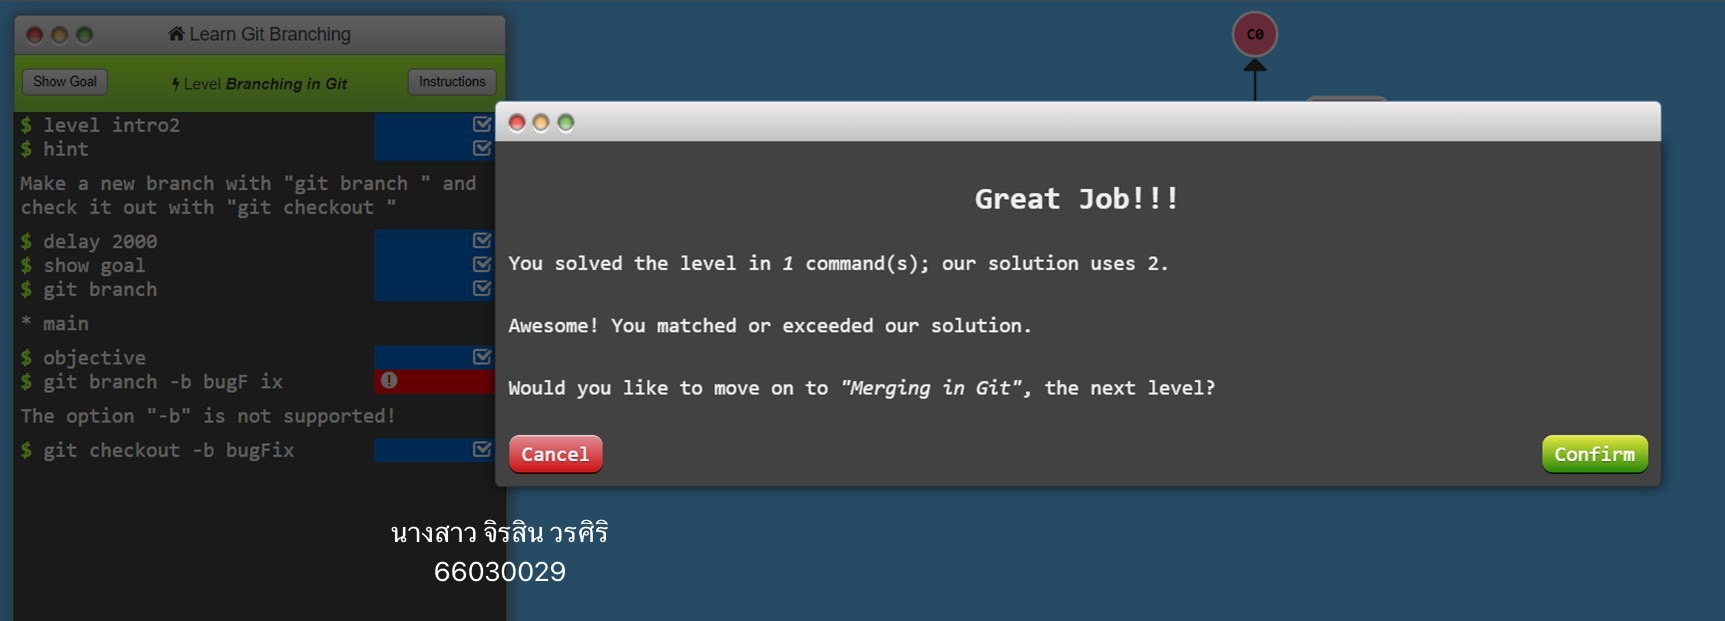 Learn Git Branching
Show Goal
Level Branching in Git
Instructions
$ level intro2
$ hint
Make a new branch with "git branch " and
check it out with "git checkout "
$ delay 2000
$ show goal
$ git branch
* main
$ objective
$ git branch -b bugF ix
The option "-b" is not supported!
$ git checkout -b bugFix
C0
Great Job!!!
You solved the level in 1 command(s); our solution uses 2.
Awesome! You matched or exceeded our solution.
Would you like to move on to "Merging in Git", the next level?
Cancel
Confirm
นางสาว จิรสิน วรศิริ
66030029